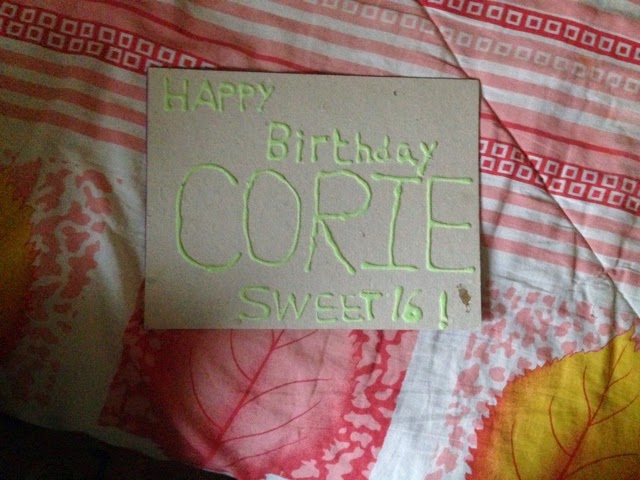 HAPPY
Birthday
CORIE
SWEET 16 !